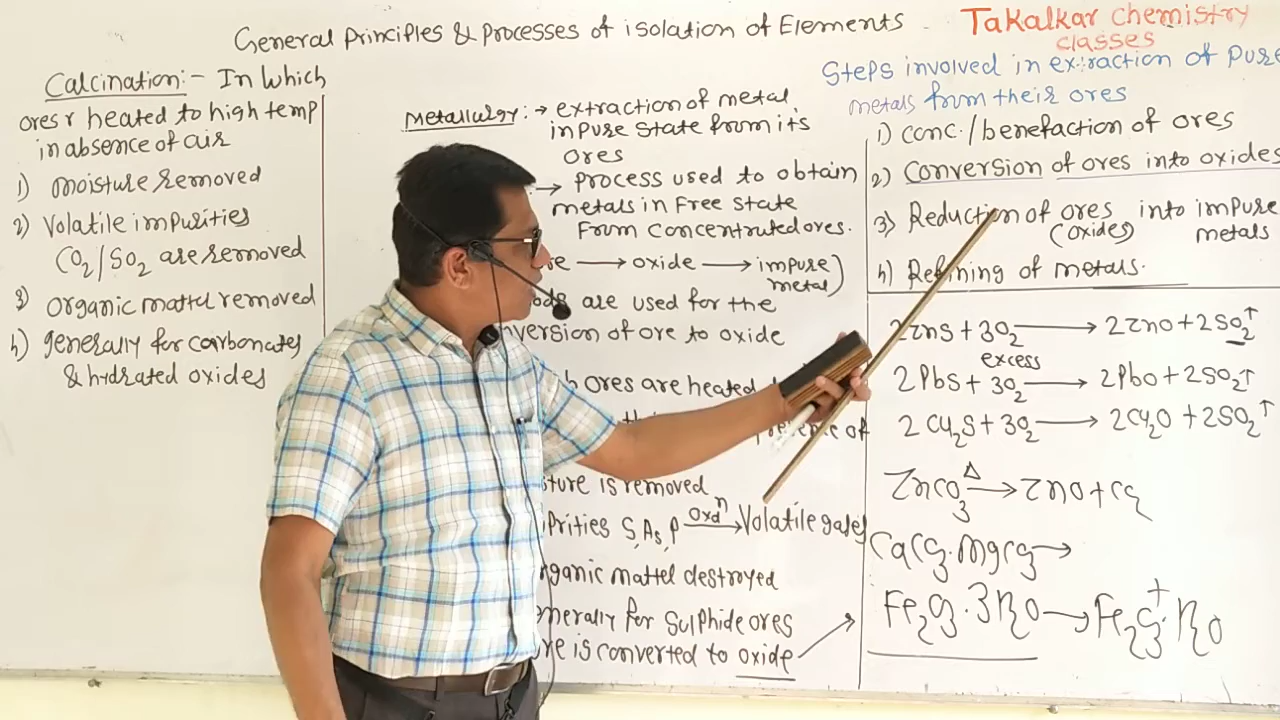 General Principles & Processes of isolation of Elements
Takalkar chemistry
classes
Calcination:- In Which
ores r heated to high temp
in absence of air
1) moisture removed
2) Volatile impurities
CO2/SO2 are removed
3) organic mattel removed
4) generally for carbonates
& hydrated oxides
Metallurgy:→ extraction of metal
in pure state from its
ores
→ Process used to obtain
metals in Free State
From Concentrated ores.
→ oxide → impure
metal)
are used for the
of ore to oxide
ores are heated
of
is removed
S, As, P oxdn→ Volatile gases
mattel destroyed
for Sulphide ores
is converted to oxide
Steps involved in extraction of Pure
metals from their ores
1) conc./benefaction of ores
2) Conversion of ores into oxides
3) Reduction of ores into impure
(oxides) metals
4) Refining of metals.
2ZnS + 3O2 → 2ZnO + 2SO2↑
excess
2PbS + 3O2 → 2PbO + 2SO2↑
2Cu2S + 3O2 → 2Cu2O + 2SO2↑
ZnCO3 Δ→ ZnO + CO2
CaCO3.MgCO3 →
Fe2O3.3H2O → Fe2O3 + H2O